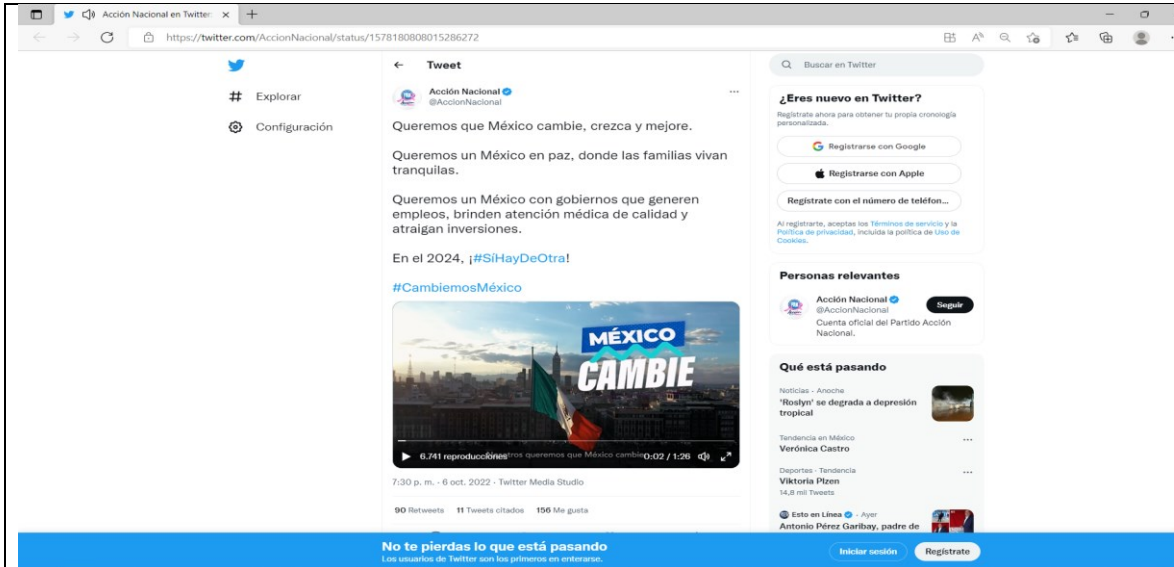 Acción Nacional en Twitter:
https://twitter.com/AccionNacional/status/1578180808015286272
Explorar
Configuración
Tweet
Acción Nacional
@AccionNacional
Queremos que México cambie, crezca y mejore.
Queremos un México en paz, donde las familias vivan
tranquilas.
Queremos un México con gobiernos que generen
empleos, brinden atención médica de calidad y
atraigan inversiones.
En el 2024, ¡#SíHayDeOtra!
#CambiemosMéxico
MÉXICO
CAMBIE
6.741 reproducciones queremos que México cambie 0:02 / 1:26
7:30 p. m. · 6 oct. 2022 · Twitter Media Studio
90 Retweets 11 Tweets citados 156 Me gusta
Buscar en Twitter
¿Eres nuevo en Twitter?
Regístrate ahora para obtener tu propia cronología
personalizada.
Registrarse con Google
Registrarse con Apple
Regístrate con el número de teléfon...
Al registrarte, aceptas los Términos de servicio y la
Política de privacidad, incluida la política de Uso de
Cookies.
Personas relevantes
Acción Nacional
@AccionNacional
Seguir
Cuenta oficial del Partido Acción
Nacional.
Qué está pasando
Noticias · Anoche
'Roslyn' se degrada a depresión
tropical
Tendencia en México
Verónica Castro
Deportes · Tendencia
Viktoria Plzen
14,8 mil Tweets
Esto en Línea · Ayer
Antonio Pérez Garibay, padre de
No te pierdas lo que está pasando
Los usuarios de Twitter son los primeros en enterarse.
Iniciar sesión
Regístrate